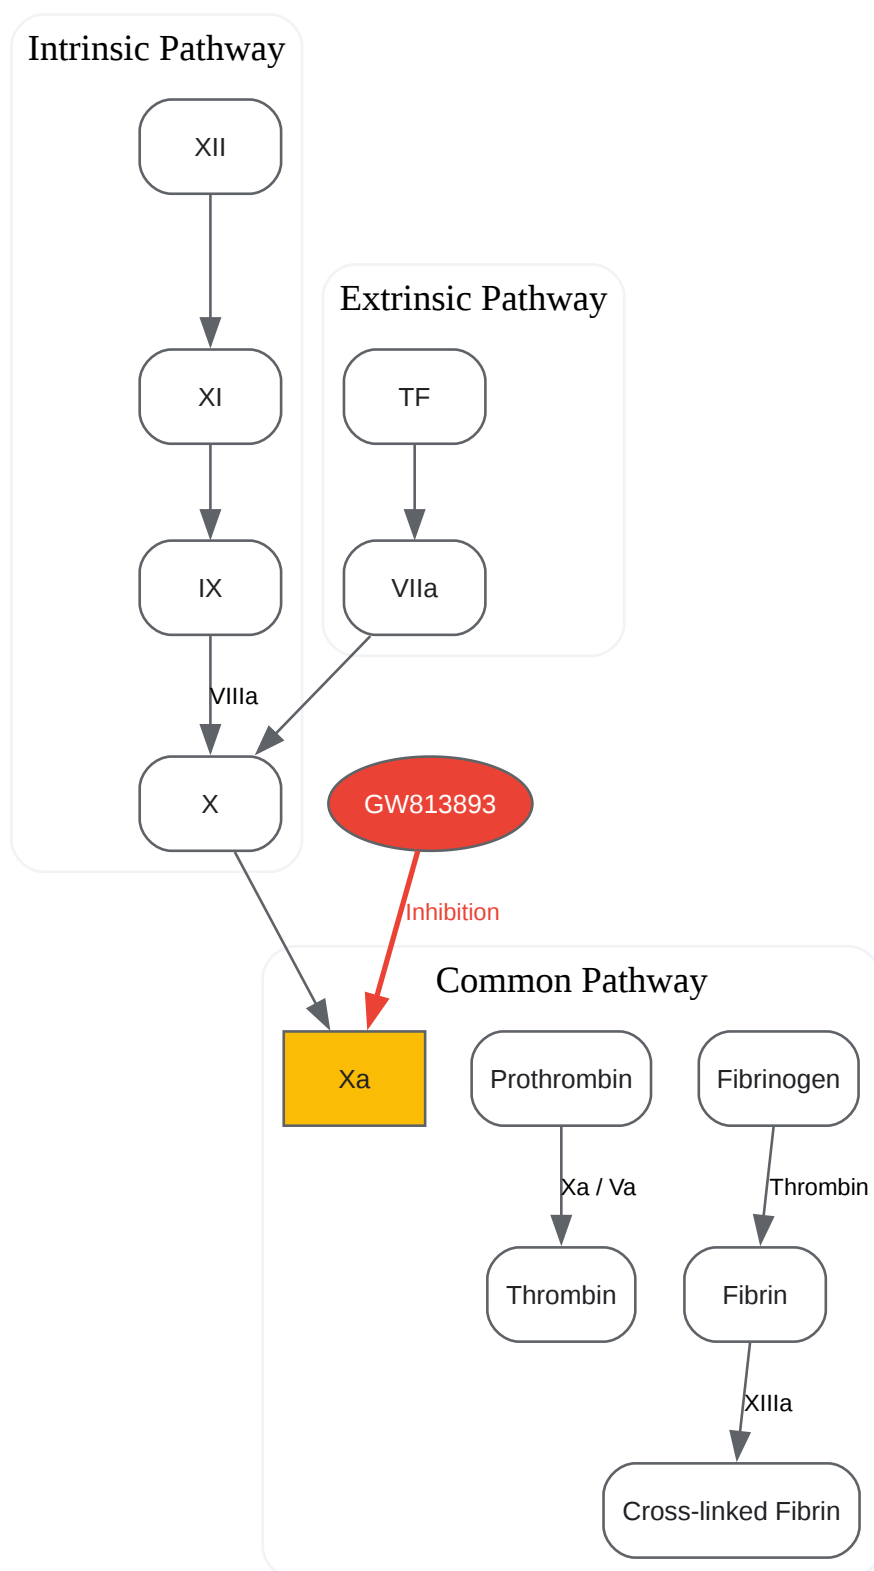 Intrinsic Pathway
XII
Extrinsic Pathway
XI
TF
IX
VIIa
VIIIa
X
GW813893
Inhibition
Common Pathway
Xa
Prothrombin
Fibrinogen
Xa / Va
Thrombin
Thrombin
Fibrin
XIIIa
Cross-linked Fibrin